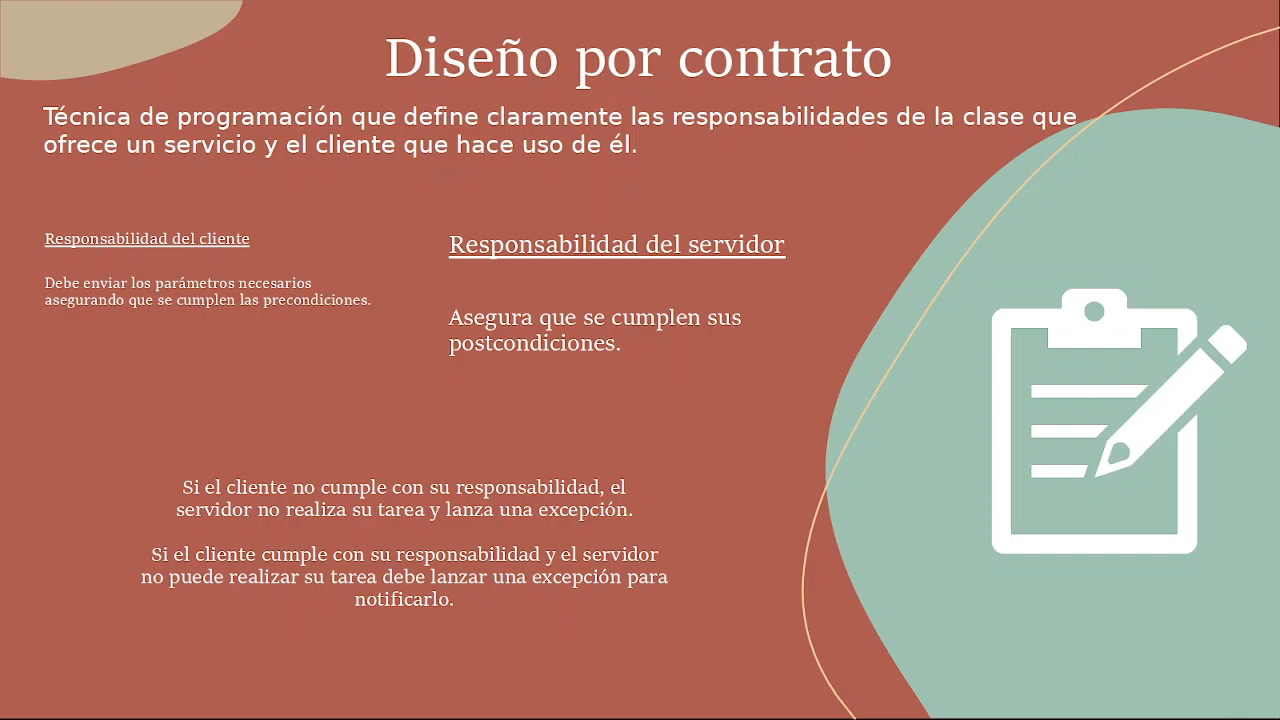 Diseño por contrato
Técnica de programación que define claramente las responsabilidades de la clase que
ofrece un servicio y el cliente que hace uso de él.
Responsabilidad del cliente
Debe enviar los parámetros necesarios
asegurando que se cumplen las precondiciones.
Responsabilidad del servidor
Asegura que se cumplen sus
postcondiciones.
Si el cliente no cumple con su responsabilidad, el
servidor no realiza su tarea y lanza una excepción.
Si el cliente cumple con su responsabilidad y el servidor
no puede realizar su tarea debe lanzar una excepción para
notificarlo.